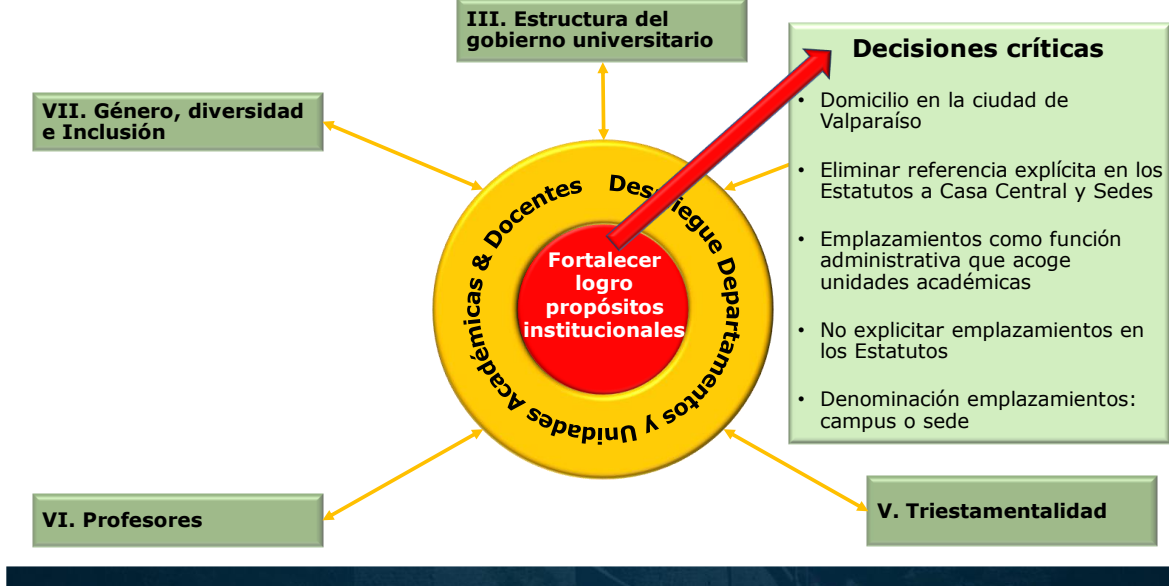 III. Estructura del
gobierno universitario
VII. Género, diversidad
e Inclusión
Decisiones críticas
• Domicilio en la ciudad de
Valparaíso
• Eliminar referencia explícita en los
Estatutos a Casa Central y Sedes
• Emplazamientos como función
administrativa que acoge
unidades académicas
• No explicitar emplazamientos en
los Estatutos
• Denominación emplazamientos:
campus o sede
Despliegue Departamentos y Unidades Académicas & Docentes
Fortalecer
logro
propósitos
institucionales
VI. Profesores
V. Triestamentalidad